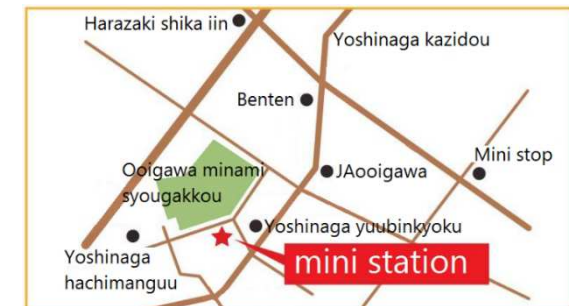 Harazaki shika iin
Yoshinaga kazidou
Benten
Mini stop
Ooigawa minami
syougakkou
JAooigawa
Yoshinaga yuubinkyoku
Yoshinaga
hachimanguu
mini station